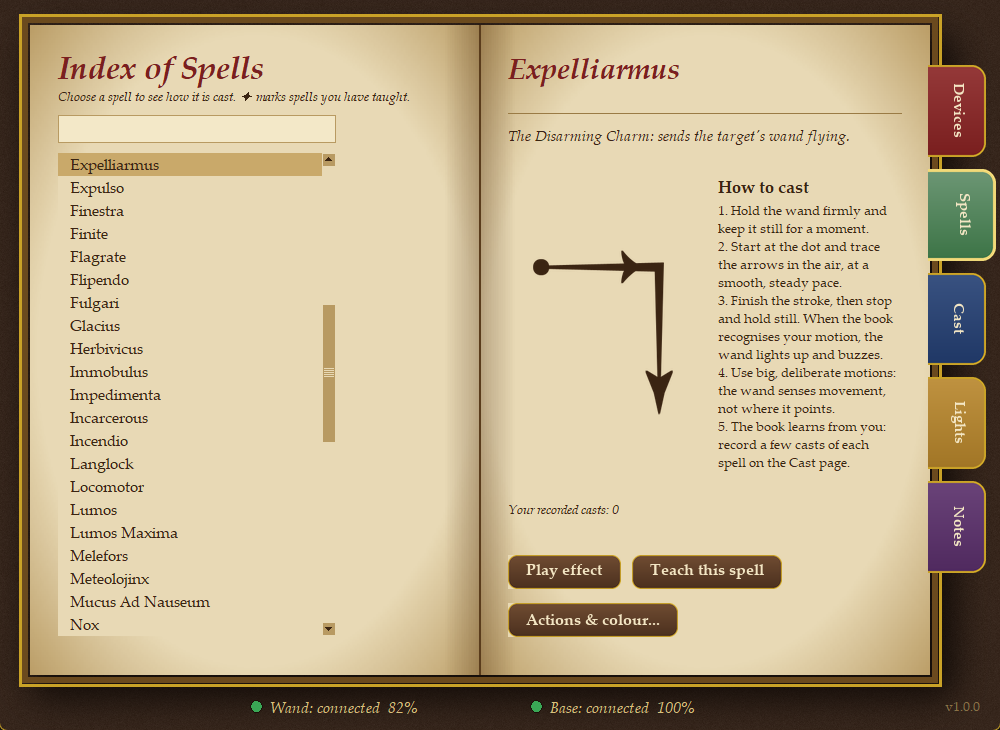 Index of Spells
Choose a spell to see how it is cast. ✦ marks spells you have taught.
Expelliarmus
Expulso
Finestra
Finite
Flagrate
Flipendo
Fulgari
Glacius
Herbivicus
Immobulus
Impedimenta
Incarcerous
Incendio
Langlock
Locomotor
Lumos
Lumos Maxima
Melefors
Meteolojinx
Mucus Ad Nauseum
Nox
Expelliarmus
The Disarming Charm: sends the target's wand flying.
How to cast
1. Hold the wand firmly and
keep it still for a moment.
2. Start at the dot and trace
the arrows in the air, at a
smooth, steady pace.
3. Finish the stroke, then stop
and hold still. When the book
recognises your motion, the
wand lights up and buzzes.
4. Use big, deliberate motions:
the wand senses movement,
not where it points.
5. The book learns from you:
record a few casts of each
spell on the Cast page.
Your recorded casts: 0
Play effect
Teach this spell
Actions & colour...
Devices
Spells
Cast
Lights
Notes
Wand: connected 82%
Base: connected 100%
v1.0.0